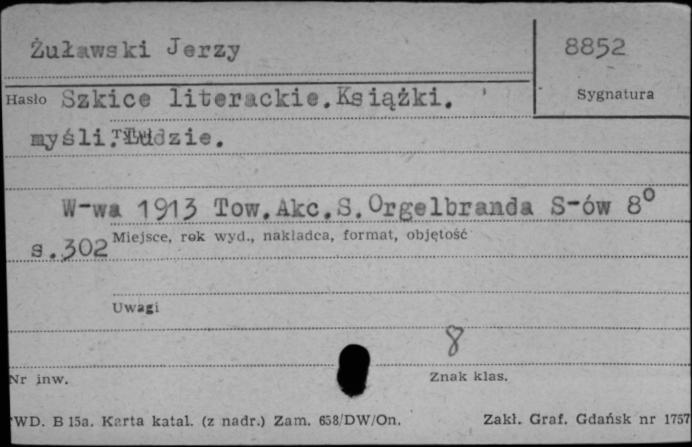 Żuławski Jerzy
8852
Hasło Szkice literackie.Książki.
Sygnatura
myśli. Ludzie.
W-wa 1913 Tow.Akc.S.Orgelbranda S-ów 8⁰
s.302 Miejsce, rok wyd., nakładca, format, objętość
Uwagi
8
Nr inw.
Znak klas.
WD. B 15a. Karta katal. (z nadr.) Zam. 658/DW/On. Zakł. Graf. Gdańsk nr 1757